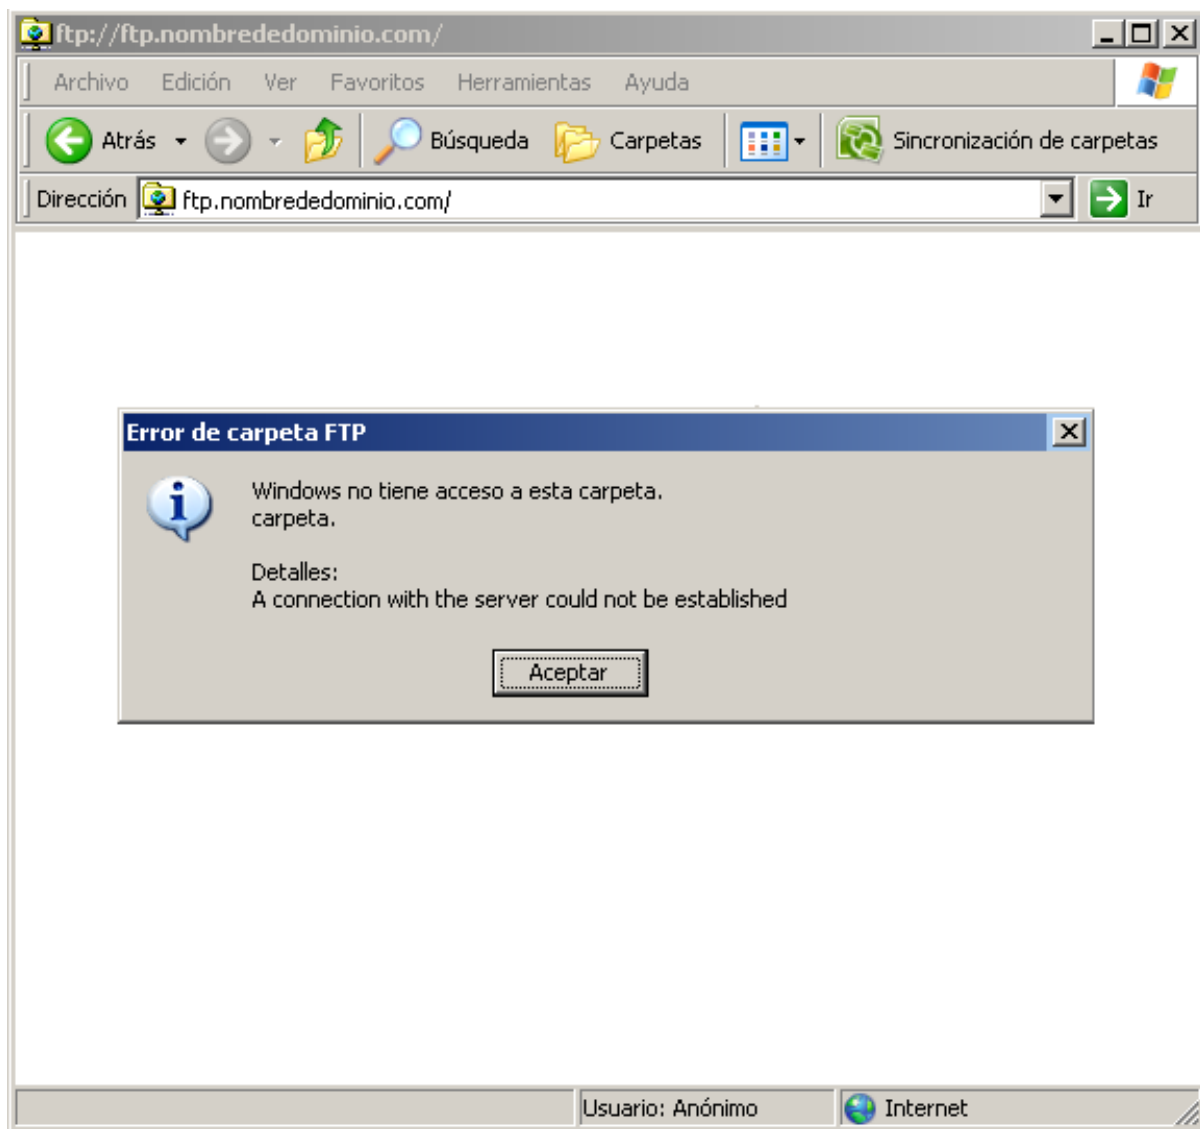 ftp://ftp.nombrededominio.com/
Archivo Edición Ver Favoritos Herramientas Ayuda
Atrás Búsqueda Carpetas Sincronización de carpetas
Dirección ftp.nombrededominio.com/ Ir
Error de carpeta FTP
Windows no tiene acceso a esta carpeta.
carpeta.
Detalles:
A connection with the server could not be established
Aceptar
Usuario: Anónimo Internet